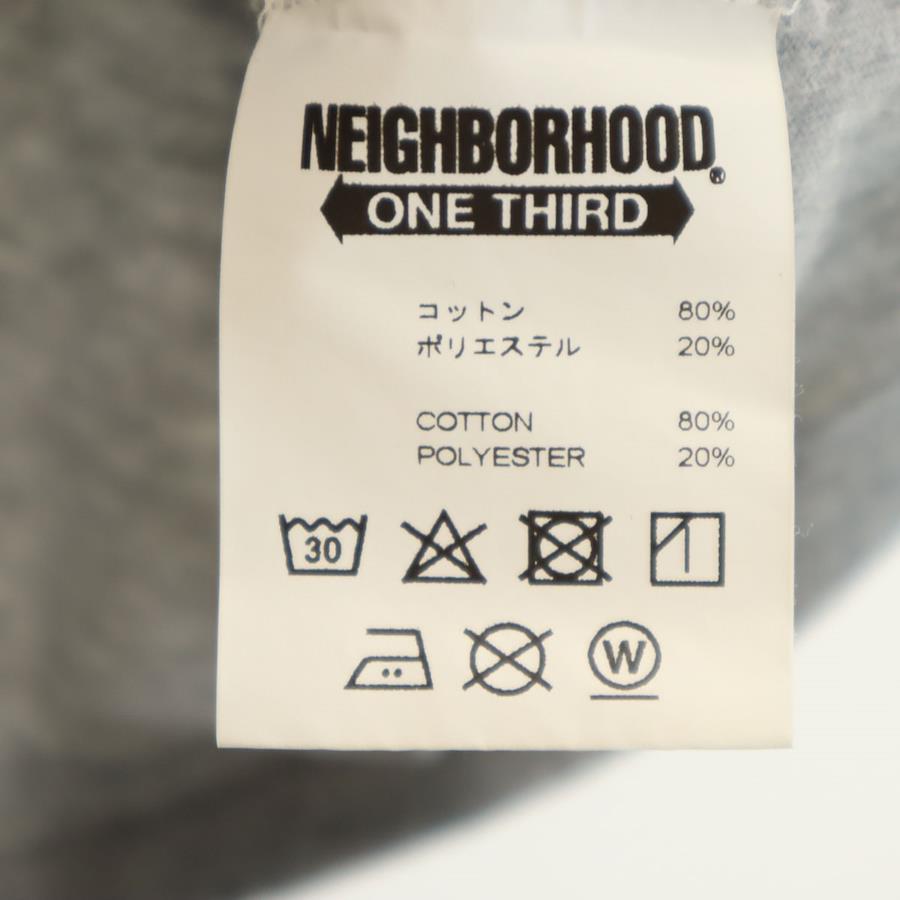 NEIGHBORHOOD®
ONE THIRD
コットン 80%
ポリエステル 20%
COTTON 80%
POLYESTER 20%
30
W